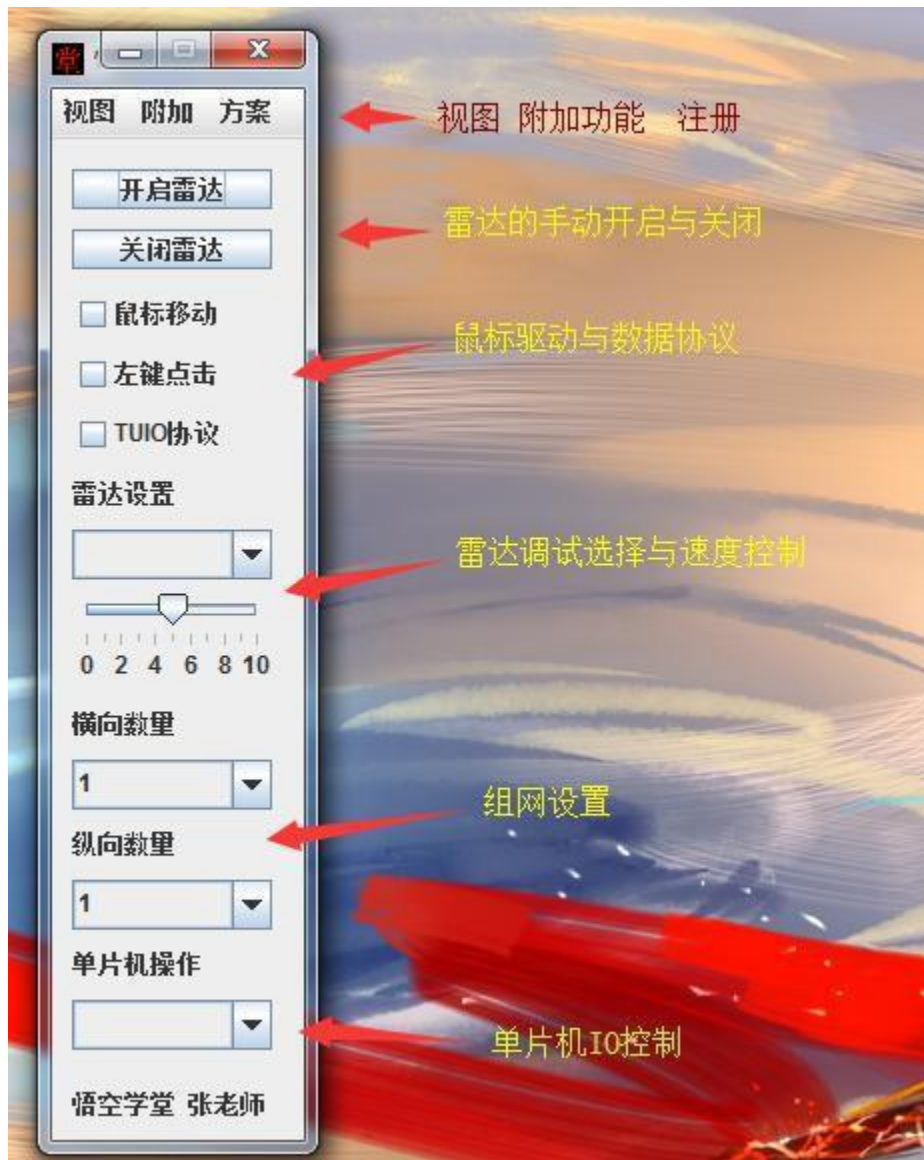 堂
视图 附加 方案
视图 附加功能 注册
开启雷达
关闭雷达
雷达的手动开启与关闭
鼠标移动
左键点击
TUIO协议
鼠标驱动与数据协议
雷达设置
雷达调试选择与速度控制
0 2 4 6 8 10
横向数量
1
组网设置
纵向数量
1
单片机操作
单片机IO控制
悟空学堂 张老师